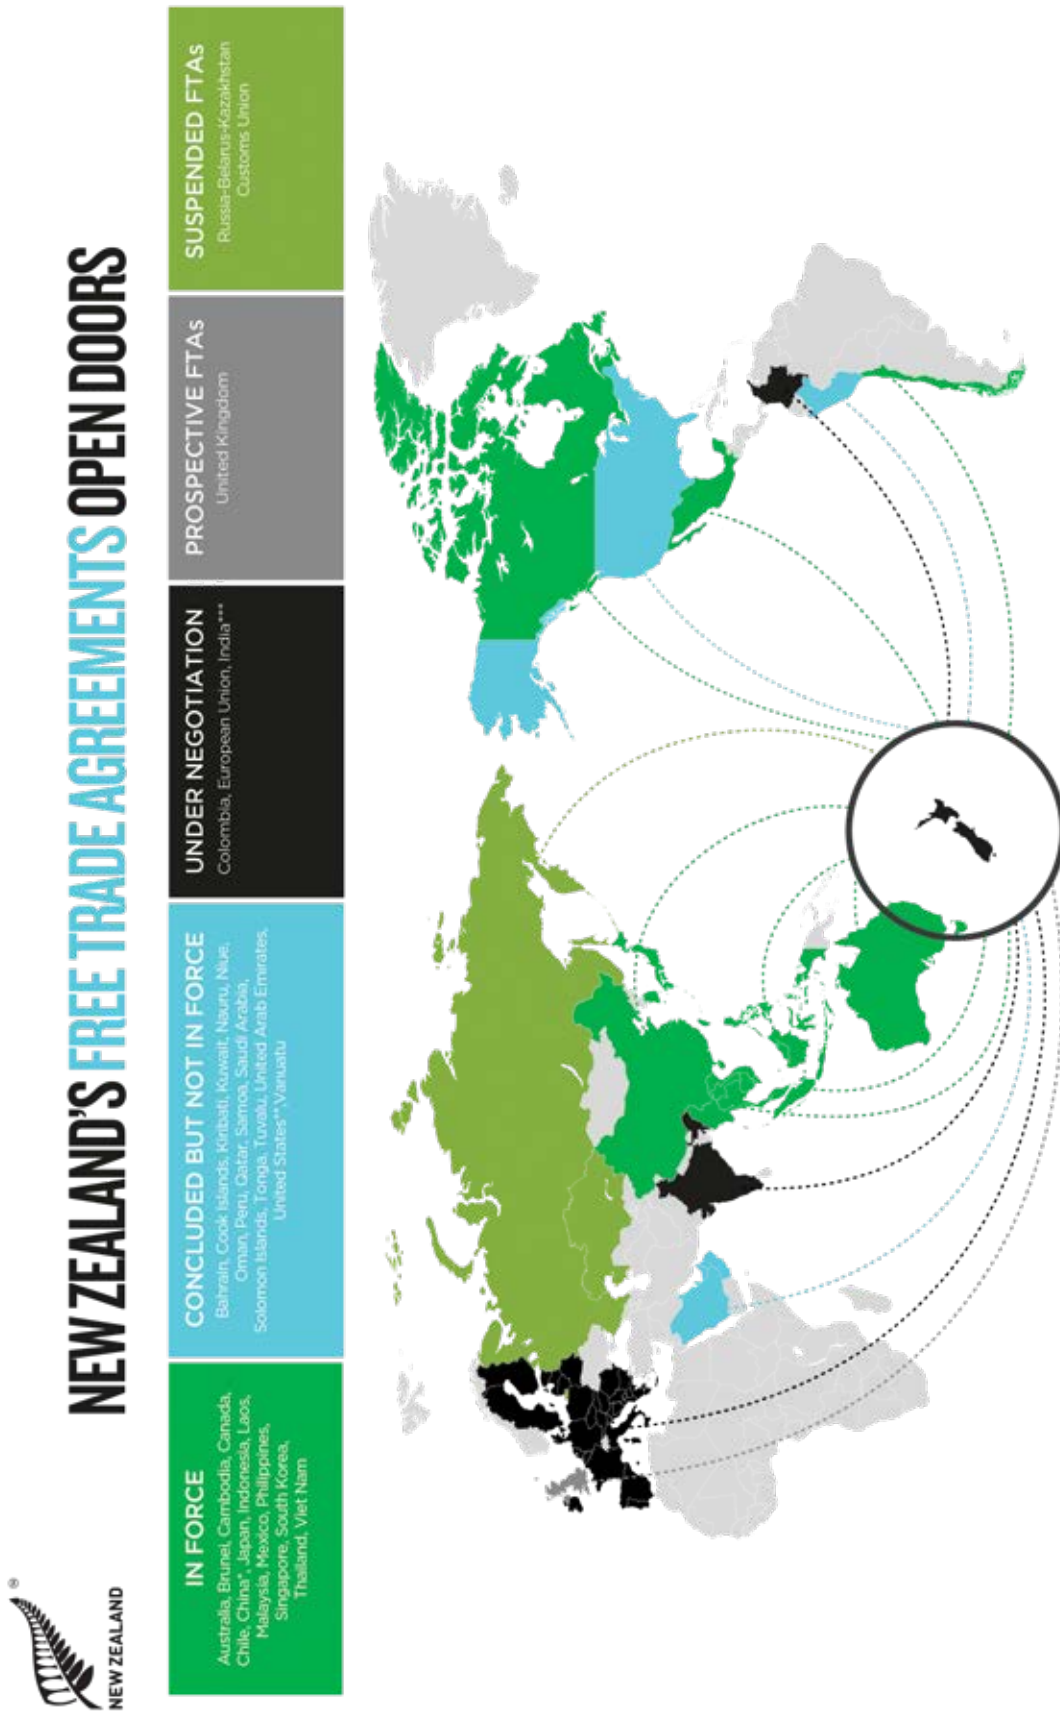 NEW ZEALAND
NEW ZEALAND'S FREE TRADE AGREEMENTS OPEN DOORS
IN FORCE
Australia, Brunei, Cambodia, Canada,
Chile, China*, Japan, Indonesia, Laos,
Malaysia, Mexico, Philippines,
Singapore, South Korea,
Thailand, Viet Nam
CONCLUDED BUT NOT IN FORCE
Bahrain, Cook Islands, Kiribati, Kuwait, Nauru, Niue,
Oman, Peru, Qatar, Samoa, Saudi Arabia,
Solomon Islands, Tonga, Tuvalu, United Arab Emirates,
United States**,Vanuatu
UNDER NEGOTIATION
Colombia, European Union, India***
PROSPECTIVE FTAs
United Kingdom
SUSPENDED FTAs
Russia-Belarus-Kazakhstan
Customs Union